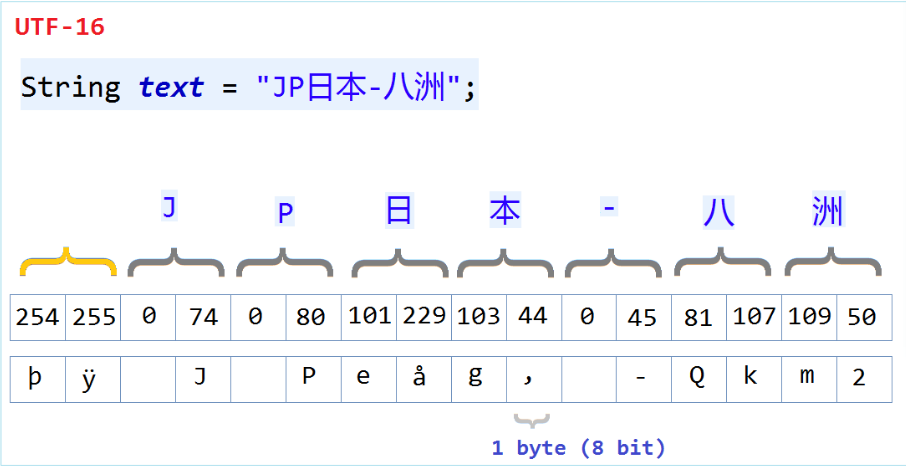 UTF-16
String text = "JP日本-八洲";
J P 日 本 - 八 洲
254 255 0 74 0 80 101 229 103 44 0 45 81 107 109 50
þ ÿ J P e å g , - Q k m 2
1 byte (8 bit)